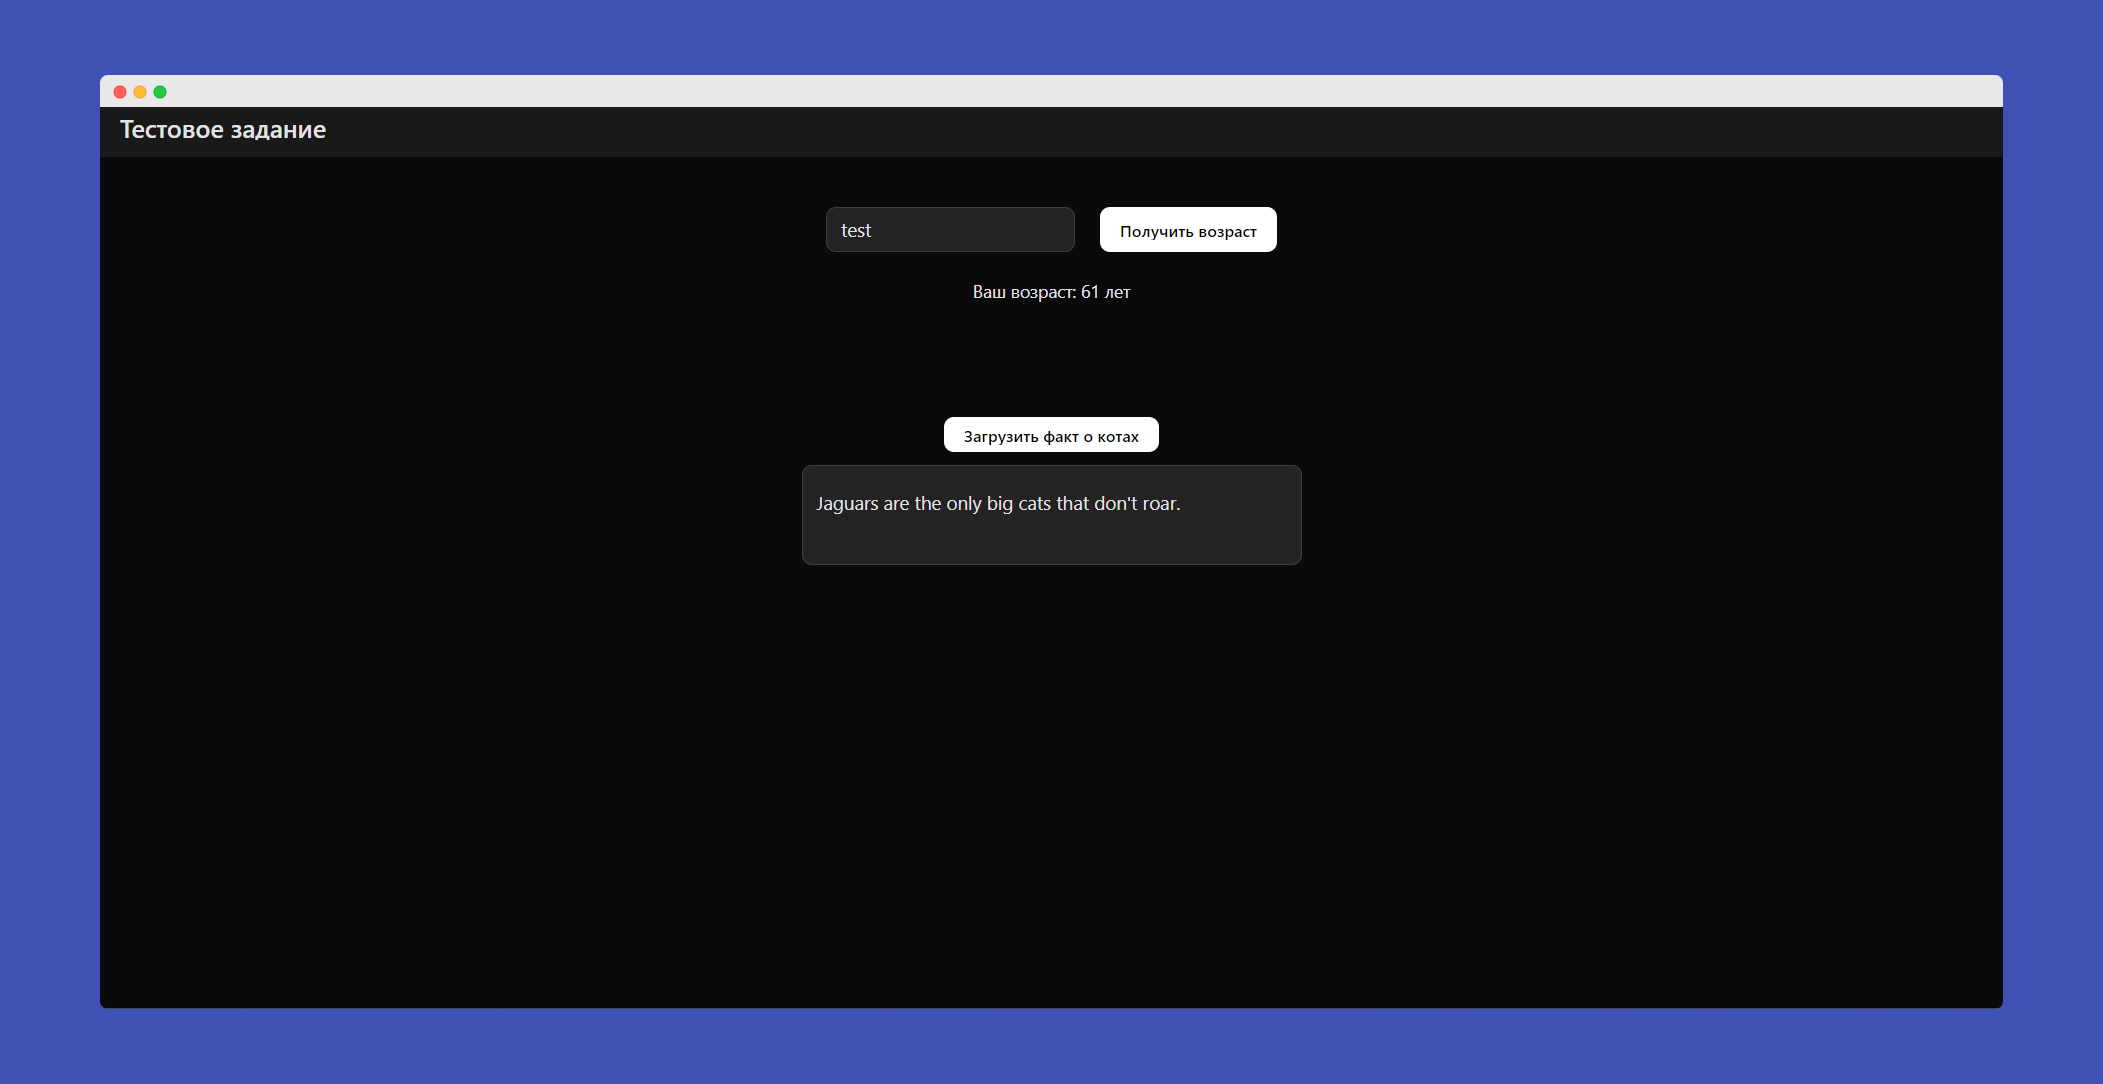 Тестовое задание
test
Получить возраст
Ваш возраст: 61 лет
Загрузить факт о котах
Jaguars are the only big cats that don't roar.